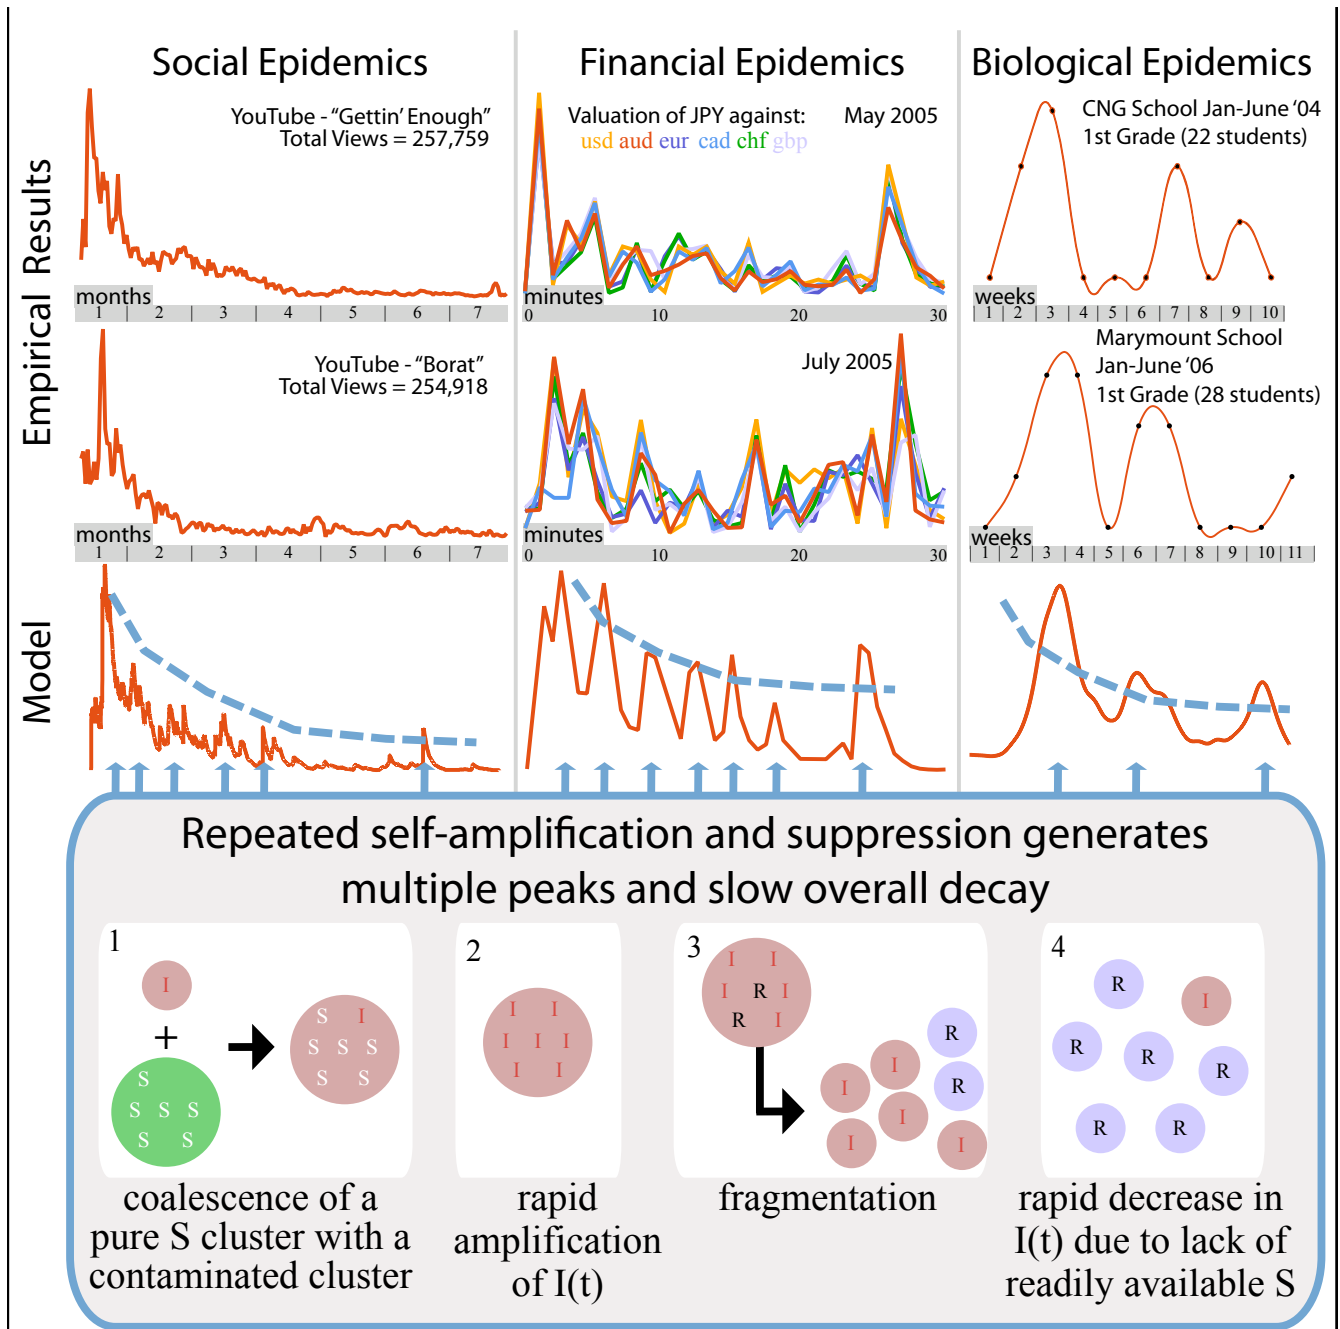 Social Epidemics
Financial Epidemics
Biological Epidemics
Empirical Results
YouTube - “Gettin’ Enough”
Total Views = 257,759
months
1 | 2 | 3 | 4 | 5 | 6 | 7
Valuation of JPY against:
usd aud eur cad chf gbp
May 2005
minutes
0 10 20 30
CNG School Jan-June ‘04
1st Grade (22 students)
weeks
1 | 2 | 3 | 4 | 5 | 6 | 7 | 8 | 9 | 10
YouTube - “Borat”
Total Views = 254,918
months
1 | 2 | 3 | 4 | 5 | 6 | 7
July 2005
minutes
0 10 20 30
Marymount School
Jan-June ‘06
1st Grade (28 students)
weeks
1 | 2 | 3 | 4 | 5 | 6 | 7 | 8 | 9 | 10 | 11 |
Model
Repeated self-amplification and suppression generates
multiple peaks and slow overall decay
1
I
+
S
S S S
S S
S I
S S S
S S
coalescence of a
pure S cluster with a
contaminated cluster
2
I I
I I I
I I
rapid
amplification
of I(t)
3
I I
I R I
R I
R
I I R
I
I I
fragmentation
4
R I
R R R
R R
rapid decrease in
I(t) due to lack of
readily available S